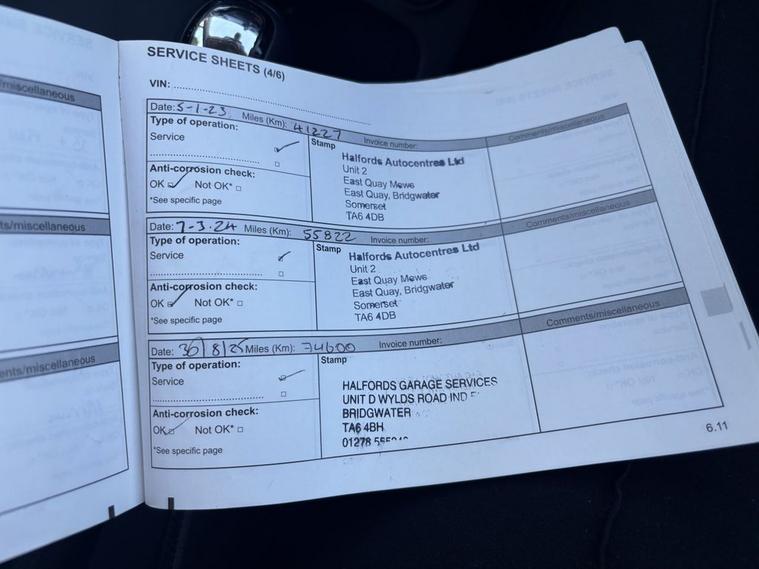 /miscellaneous
ts/miscellaneous
ents/miscellaneous
SERVICE SHEETS (4/6)
VIN:
Date: 5-1-23 Miles (Km): 41227 Invoice number: Comments/miscellaneous
Type of operation:
Service
Stamp
Halfords Autocentres Ltd
Unit 2
East Quay Mews
East Quay, Bridgwater
Somerset
TA6 4DB
Anti-corrosion check:
OK Not OK*
*See specific page
Date: 7-3-24 Miles (Km): 55822 Invoice number: Comments/miscellaneous
Type of operation:
Service
Stamp
Halfords Autocentres Ltd
Unit 2
East Quay Mews
East Quay, Bridgwater
Somerset
TA6 4DB
Anti-corrosion check:
OK Not OK*
*See specific page
Date: 30/8/25 Miles (Km): 74600 Invoice number: Comments/miscellaneous
Type of operation:
Service
Stamp
HALFORDS GARAGE SERVICES
UNIT D WYLDS ROAD IND
BRIDGWATER
TA6 4BH
01278
Anti-corrosion check:
OK Not OK*
*See specific page
6.11